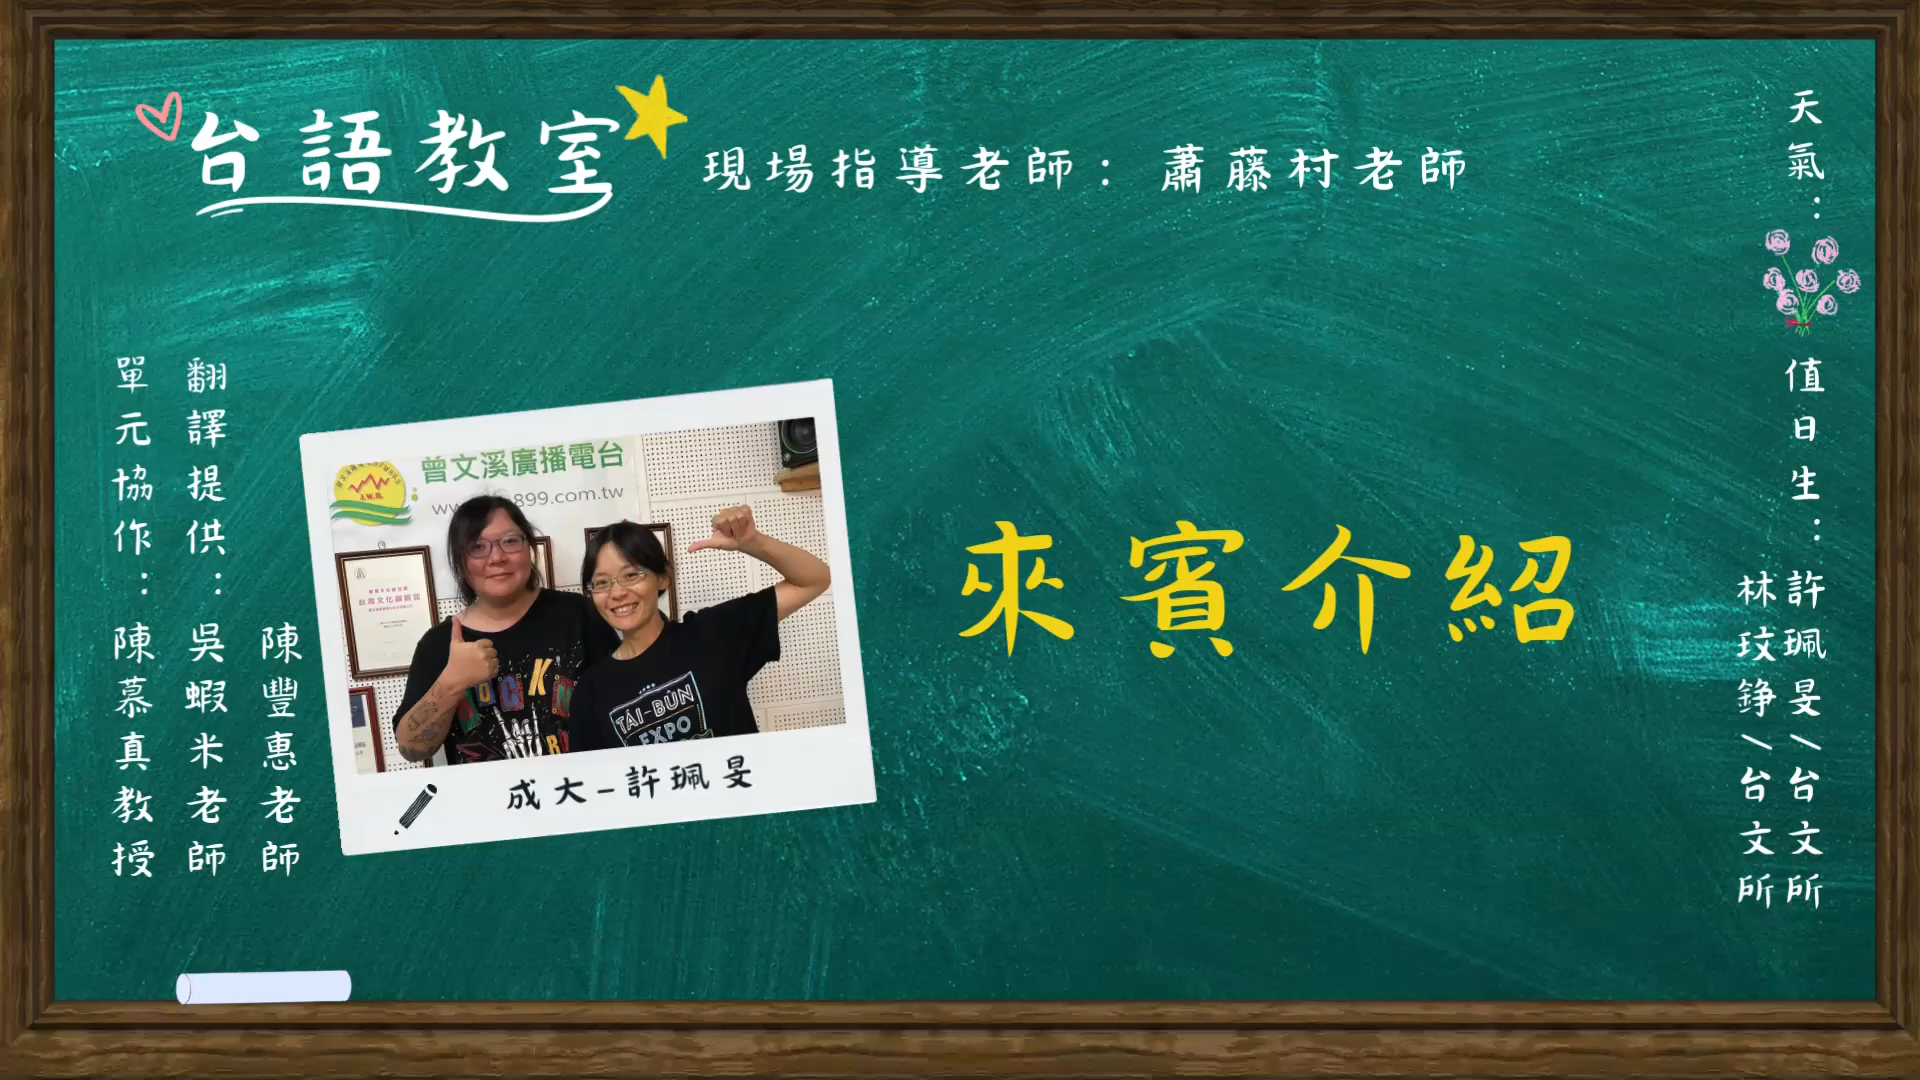 台語教室
現場指導老師：蕭藤村老師
天氣：
值日生：許珮旻/台文所
林玟錚/台文所
來賓介紹
陳豐惠老師
翻譯提供：吳蝦米老師
單元協作：陳慕真教授
曾文溪廣播電台
899.com.tw
TÂI-BÛN
EXPO
成大-許珮旻